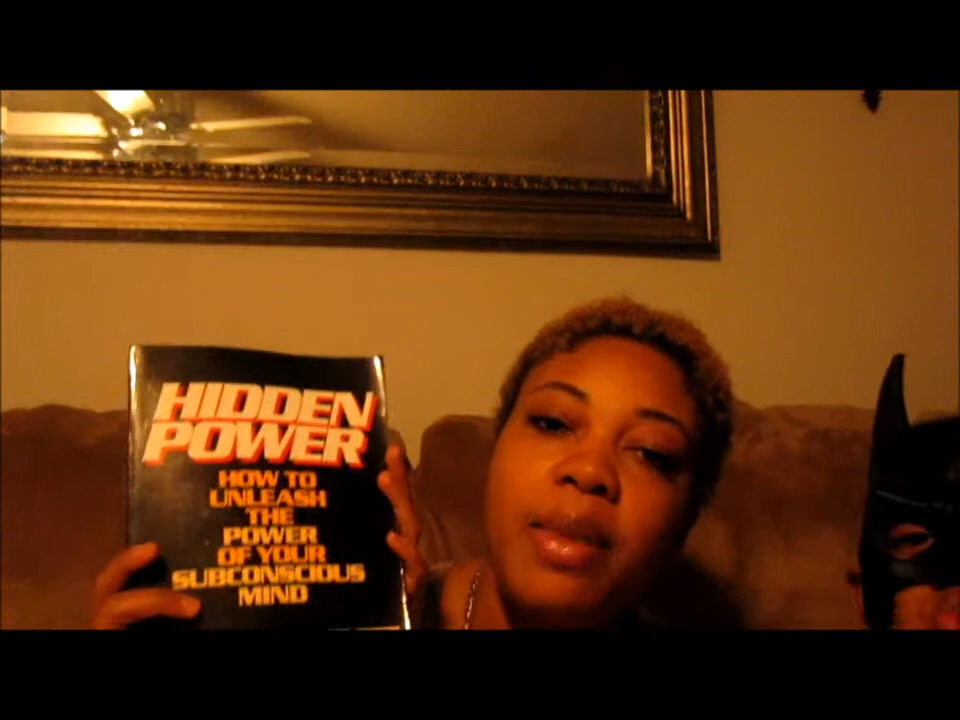 HIDDEN
POWER
HOW TO
UNLEASH
THE
POWER
OF YOUR
SUBCONSCIOUS
MIND